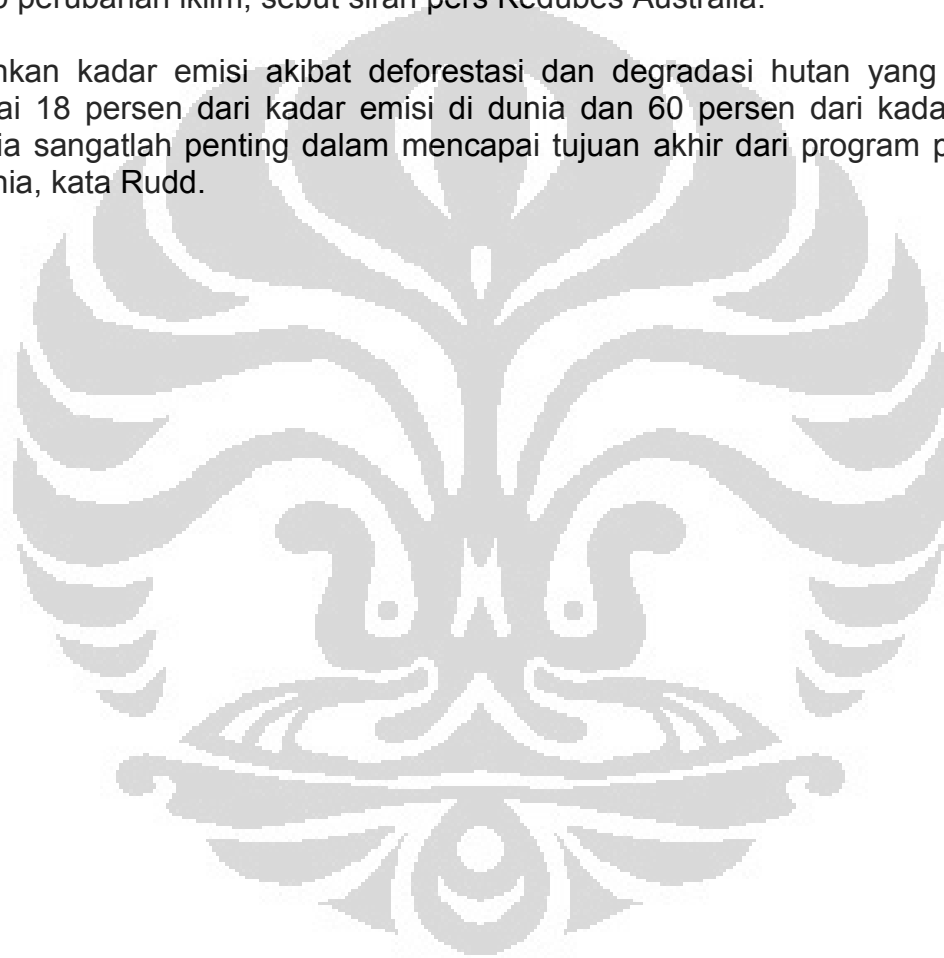 perubahan iklim, sebut siran pers Kedubes Australia.
nkan kadar emisi akibat deforestasi dan degradasi hutan yang
ai 18 persen dari kadar emisi di dunia dan 60 persen dari kada
ia sangatlah penting dalam mencapai tujuan akhir dari program p
nia, kata Rudd.